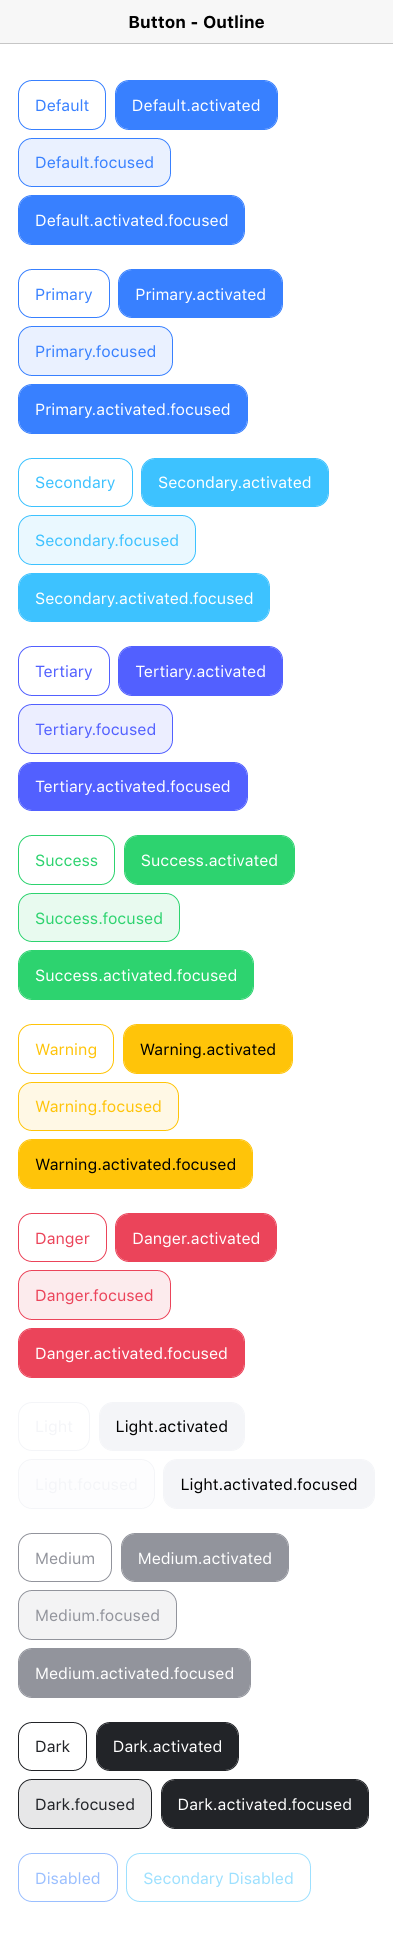 Button - Outline
Default Default.activated
Default.focused
Default.activated.focused
Primary Primary.activated
Primary.focused
Primary.activated.focused
Secondary Secondary.activated
Secondary.focused
Secondary.activated.focused
Tertiary Tertiary.activated
Tertiary.focused
Tertiary.activated.focused
Success Success.activated
Success.focused
Success.activated.focused
Warning Warning.activated
Warning.focused
Warning.activated.focused
Danger Danger.activated
Danger.focused
Danger.activated.focused
Light Light.activated
Light.focused Light.activated.focused
Medium Medium.activated
Medium.focused
Medium.activated.focused
Dark Dark.activated
Dark.focused Dark.activated.focused
Disabled Secondary Disabled